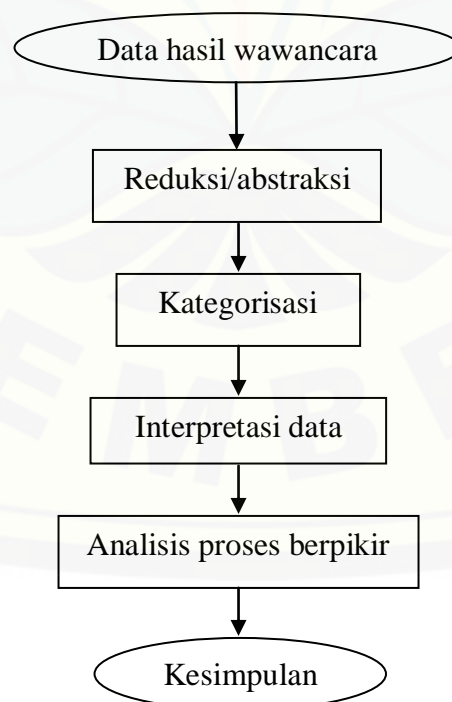 Data hasil wawancara
Reduksi/abstraksi
Kategorisasi
Interpretasi data
Analisis proses berpikir
Kesimpulan